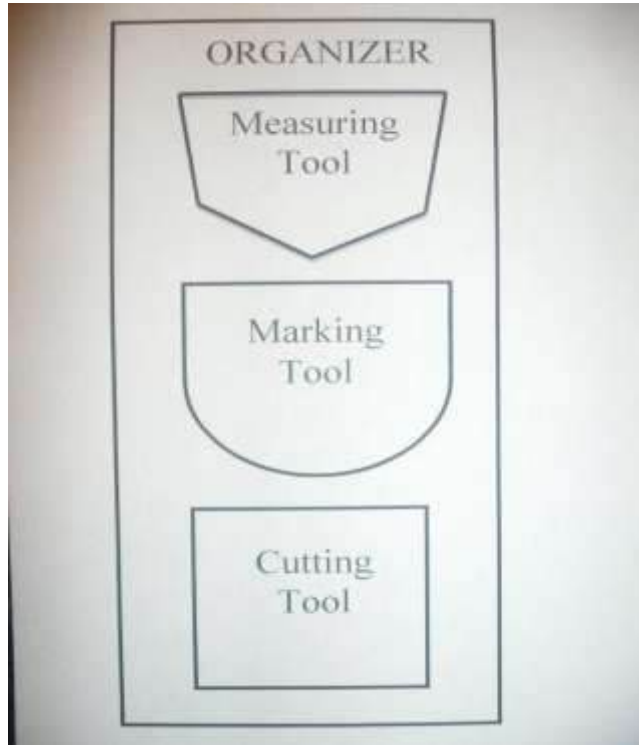 ORGANIZER
Measuring
Tool
Marking
Tool
Cutting
Tool